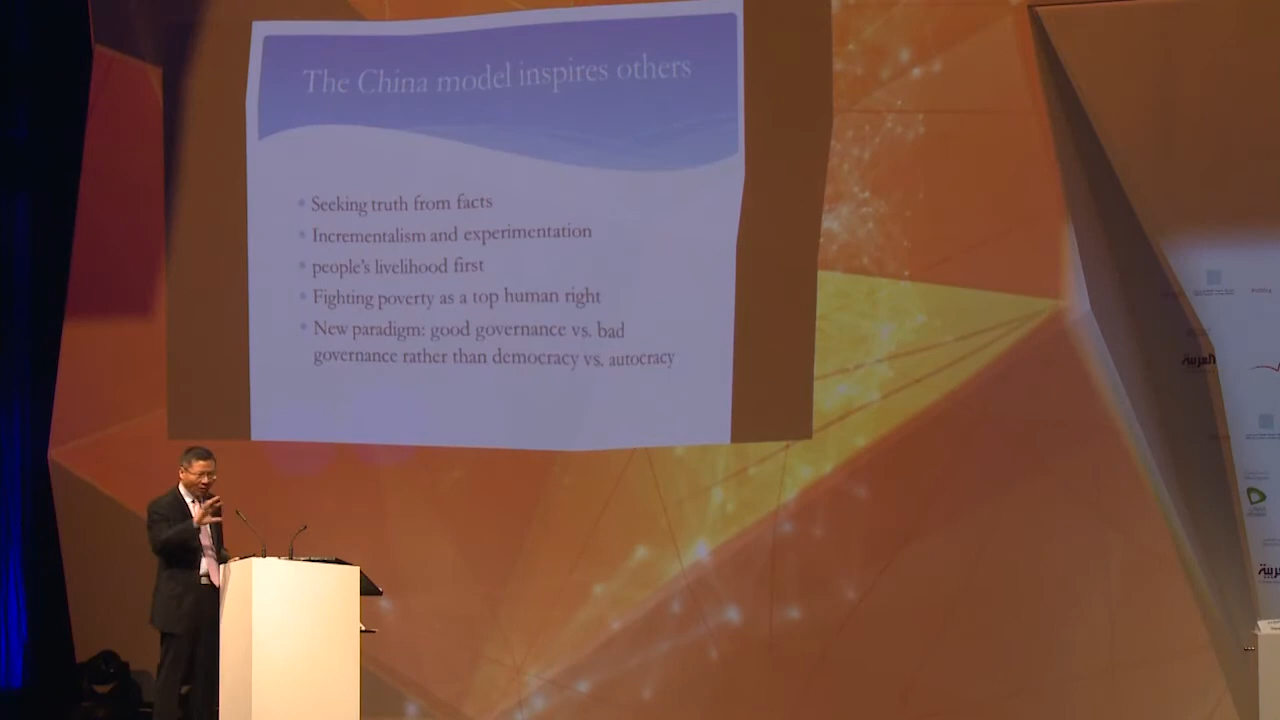 The China model inspires others
Seeking truth from facts
Incrementalism and experimentation
people's livelihood first
Fighting poverty as a top human right
New paradigm: good governance vs. bad
governance rather than democracy vs. autocracy
العربية